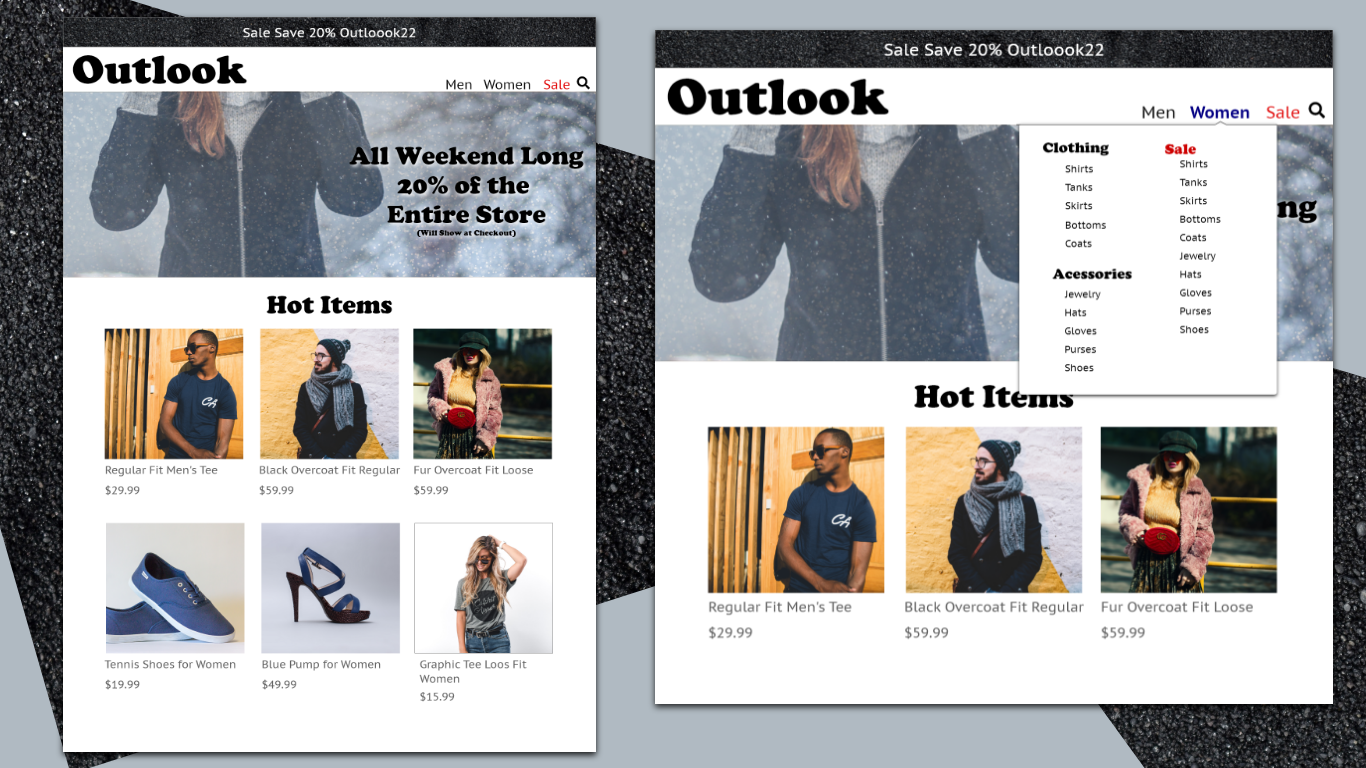 Sale Save 20% Outloook22
Outlook
Men Women Sale
All Weekend Long
20% of the
Entire Store
(Will Show at Checkout)
Hot Items
Regular Fit Men's Tee
$29.99
Black Overcoat Fit Regular
$59.99
Fur Overcoat Fit Loose
$59.99
Tennis Shoes for Women
$19.99
Blue Pump for Women
$49.99
Graphic Tee Loos Fit
Women
$15.99
Sale Save 20% Outloook22
Outlook
Men Women Sale
Clothing
Shirts
Tanks
Skirts
Bottoms
Coats
Acessories
Jewelry
Hats
Gloves
Purses
Shoes
Sale
Shirts
Tanks
Skirts
Bottoms
Coats
Jewelry
Hats
Gloves
Purses
Shoes
ng
Hot Items
Regular Fit Men's Tee
$29.99
Black Overcoat Fit Regular
$59.99
Fur Overcoat Fit Loose
$59.99